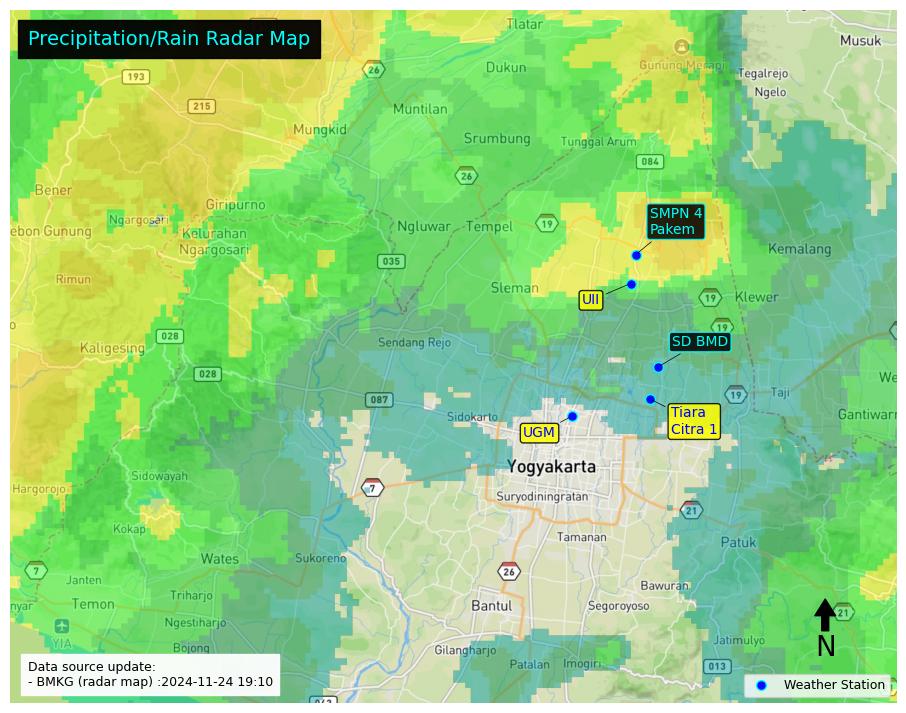 Precipitation/Rain Radar Map
Tlatar
Musuk
26
Dukun
Gunung Merapi
193
Tegalrejo
Ngelo
215
Muntilan
Mungkid
Srumbung
Tunggal Arum
084
26
Bener
Giripurno
SMPN 4
Pakem
Ngargosari
Kelurahan
Ngargosari
ebon Gunung
Ngluwar
Tempel
19
Kemalang
035
Rimun
Sleman
UII
19
Klewer
19
028
Sendang Rejo
SD BMD
Kaligesing
028
We
087
19
Taji
Sidokarto
Tiara
Citra 1
Gantiwarn
UGM
Yogyakarta
Sidowayah
7
Suryodiningratan
Hargorojo
21
Kokap
Tamanan
Patuk
Wates
Sukoreno
7
26
Janten
Bawuran
nyar
Temon
Triharjo
Bantul
Segoroyoso
21
Ngestiharjo
YIA
Bojong
Gilangharjo
Jatimulyo
N
Patalan
Imogiri
013
Data source update:
- BMKG (radar map) :2024-11-24 19:10
Weather Station